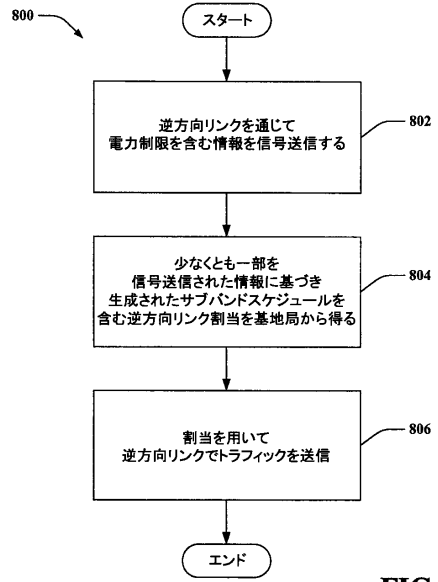 800
スタート
逆方向リンクを通じて
電力制限を含む情報を信号送信する
802
少なくとも一部を
信号送信された情報に基づき
生成されたサブバンドスケジュールを
含む逆方向リンク割当を基地局から得る
804
割当を用いて
逆方向リンクでトラフィックを送信
806
エンド